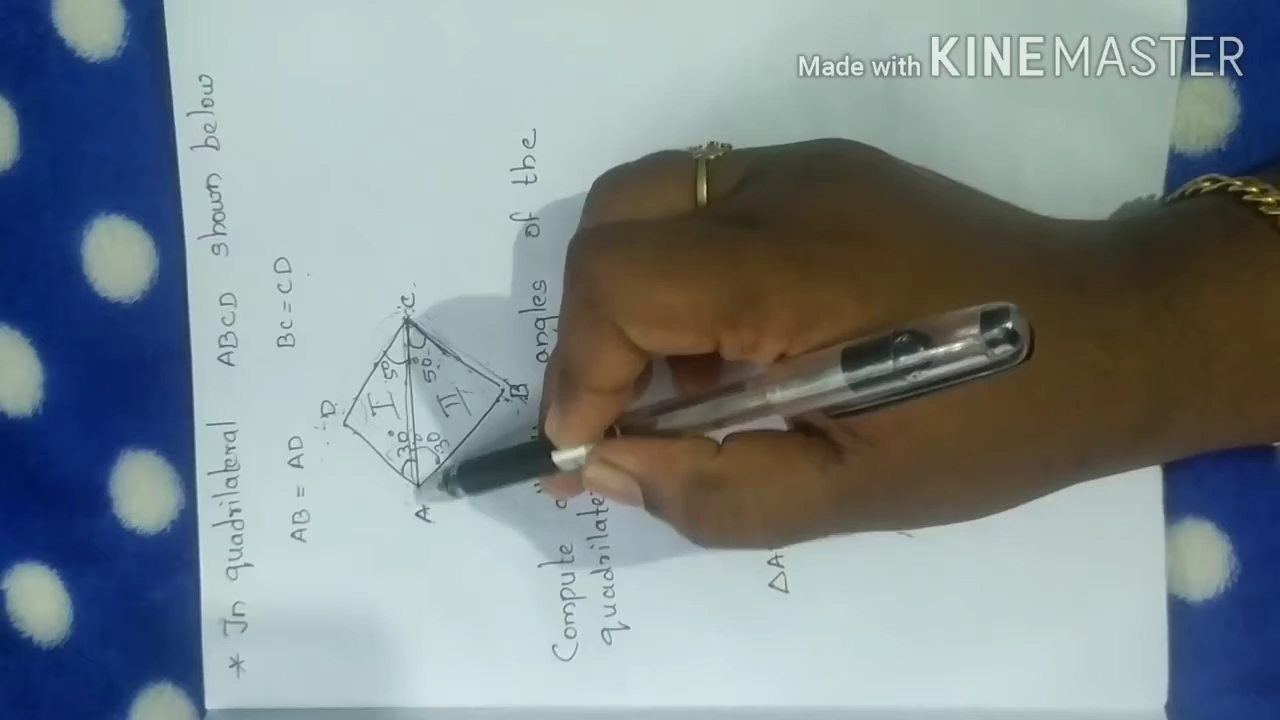 Made with KINEMASTER
* In quadrilateral ABCD shown below
AB = AD BC = CD
D
I
50
30°
A
C
50
30
II
B
Compute angles of the
quadrilate
ΔA